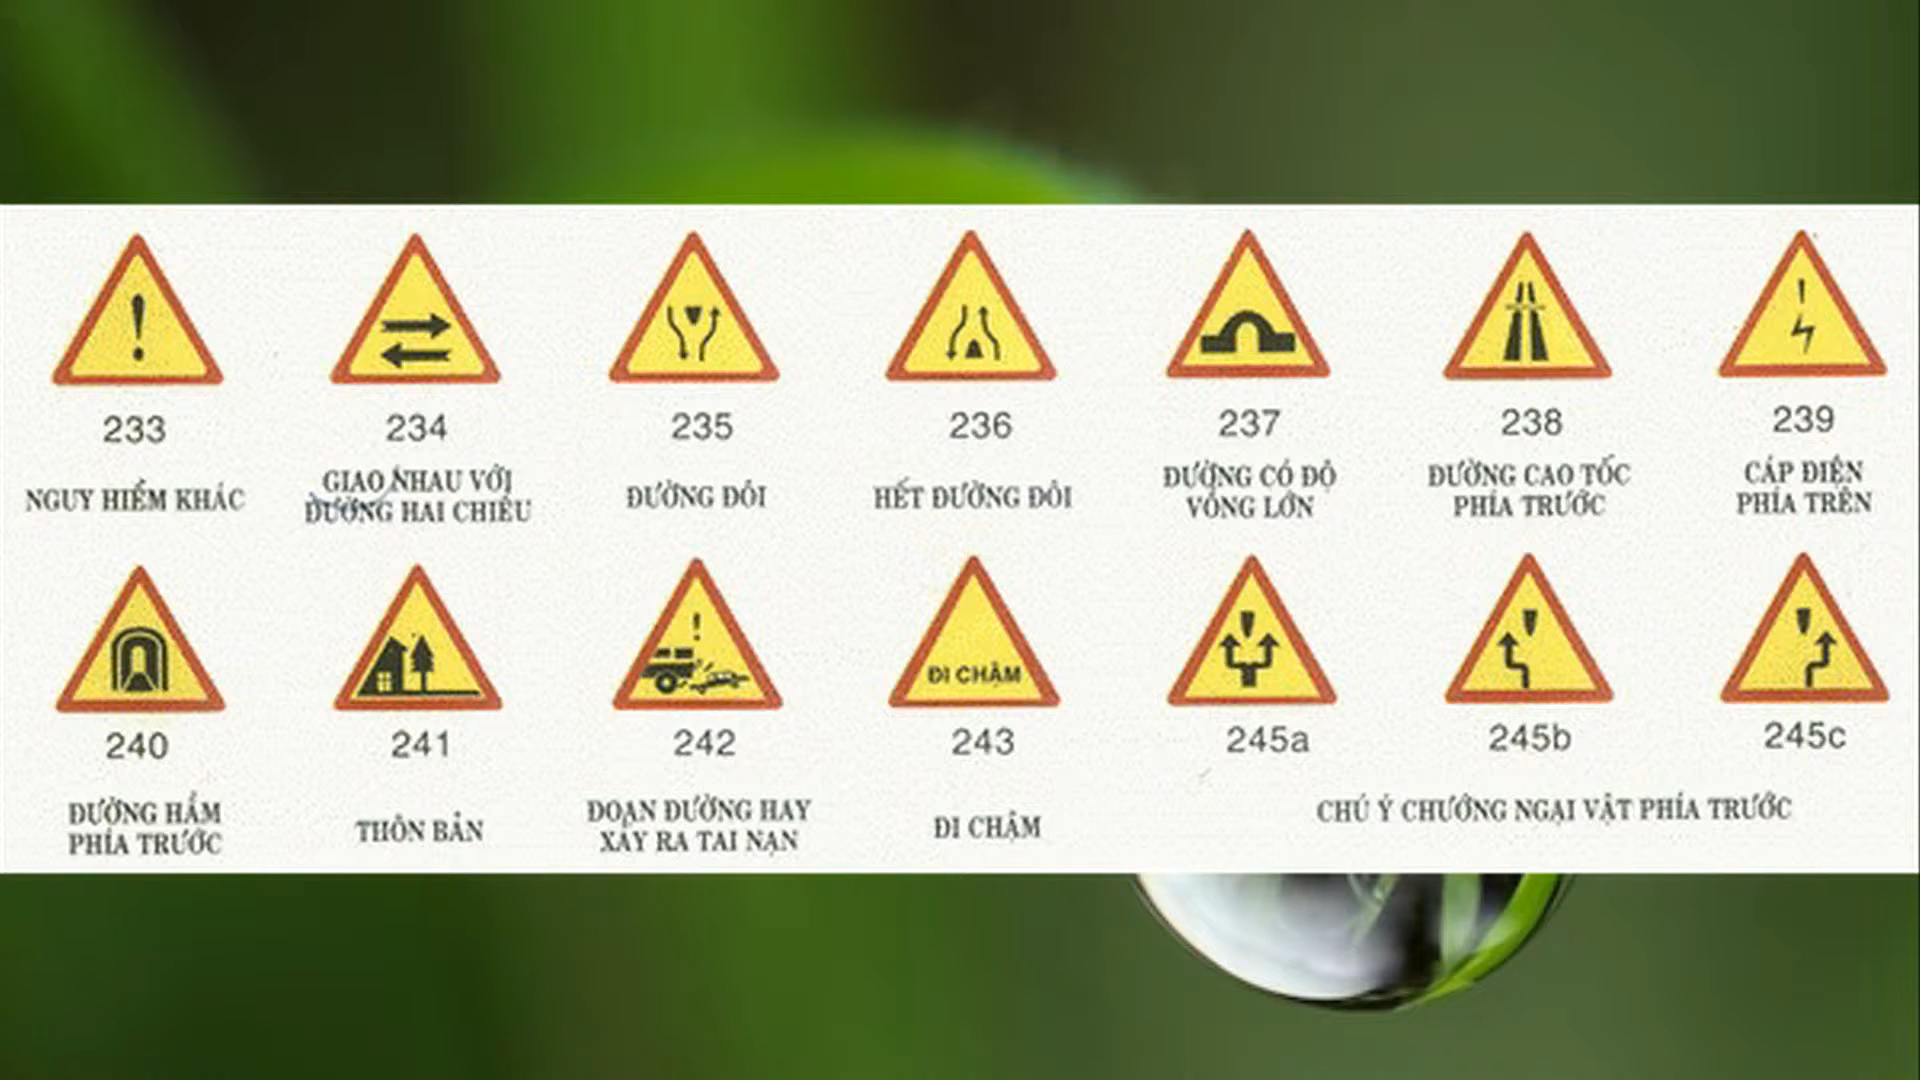 233 234 235 236 237 238 239
NGUY HIỂM KHÁC
GIAO NHAU VỚI
ĐƯỜNG HAI CHIỀU
ĐƯỜNG ĐÔI
HẾT ĐƯỜNG ĐÔI
ĐƯỜNG CÓ ĐỘ
VỒNG LỚN
ĐƯỜNG CAO TỐC
PHÍA TRƯỚC
CÁP ĐIỆN
PHÍA TRÊN
ĐI CHẬM
240 241 242 243 245a 245b 245c
ĐƯỜNG HẦM
PHÍA TRƯỚC
THÔN BẢN
ĐOẠN ĐƯỜNG HAY
XẢY RA TAI NẠN
ĐI CHẬM
CHÚ Ý CHƯỚNG NGẠI VẬT PHÍA TRƯỚC